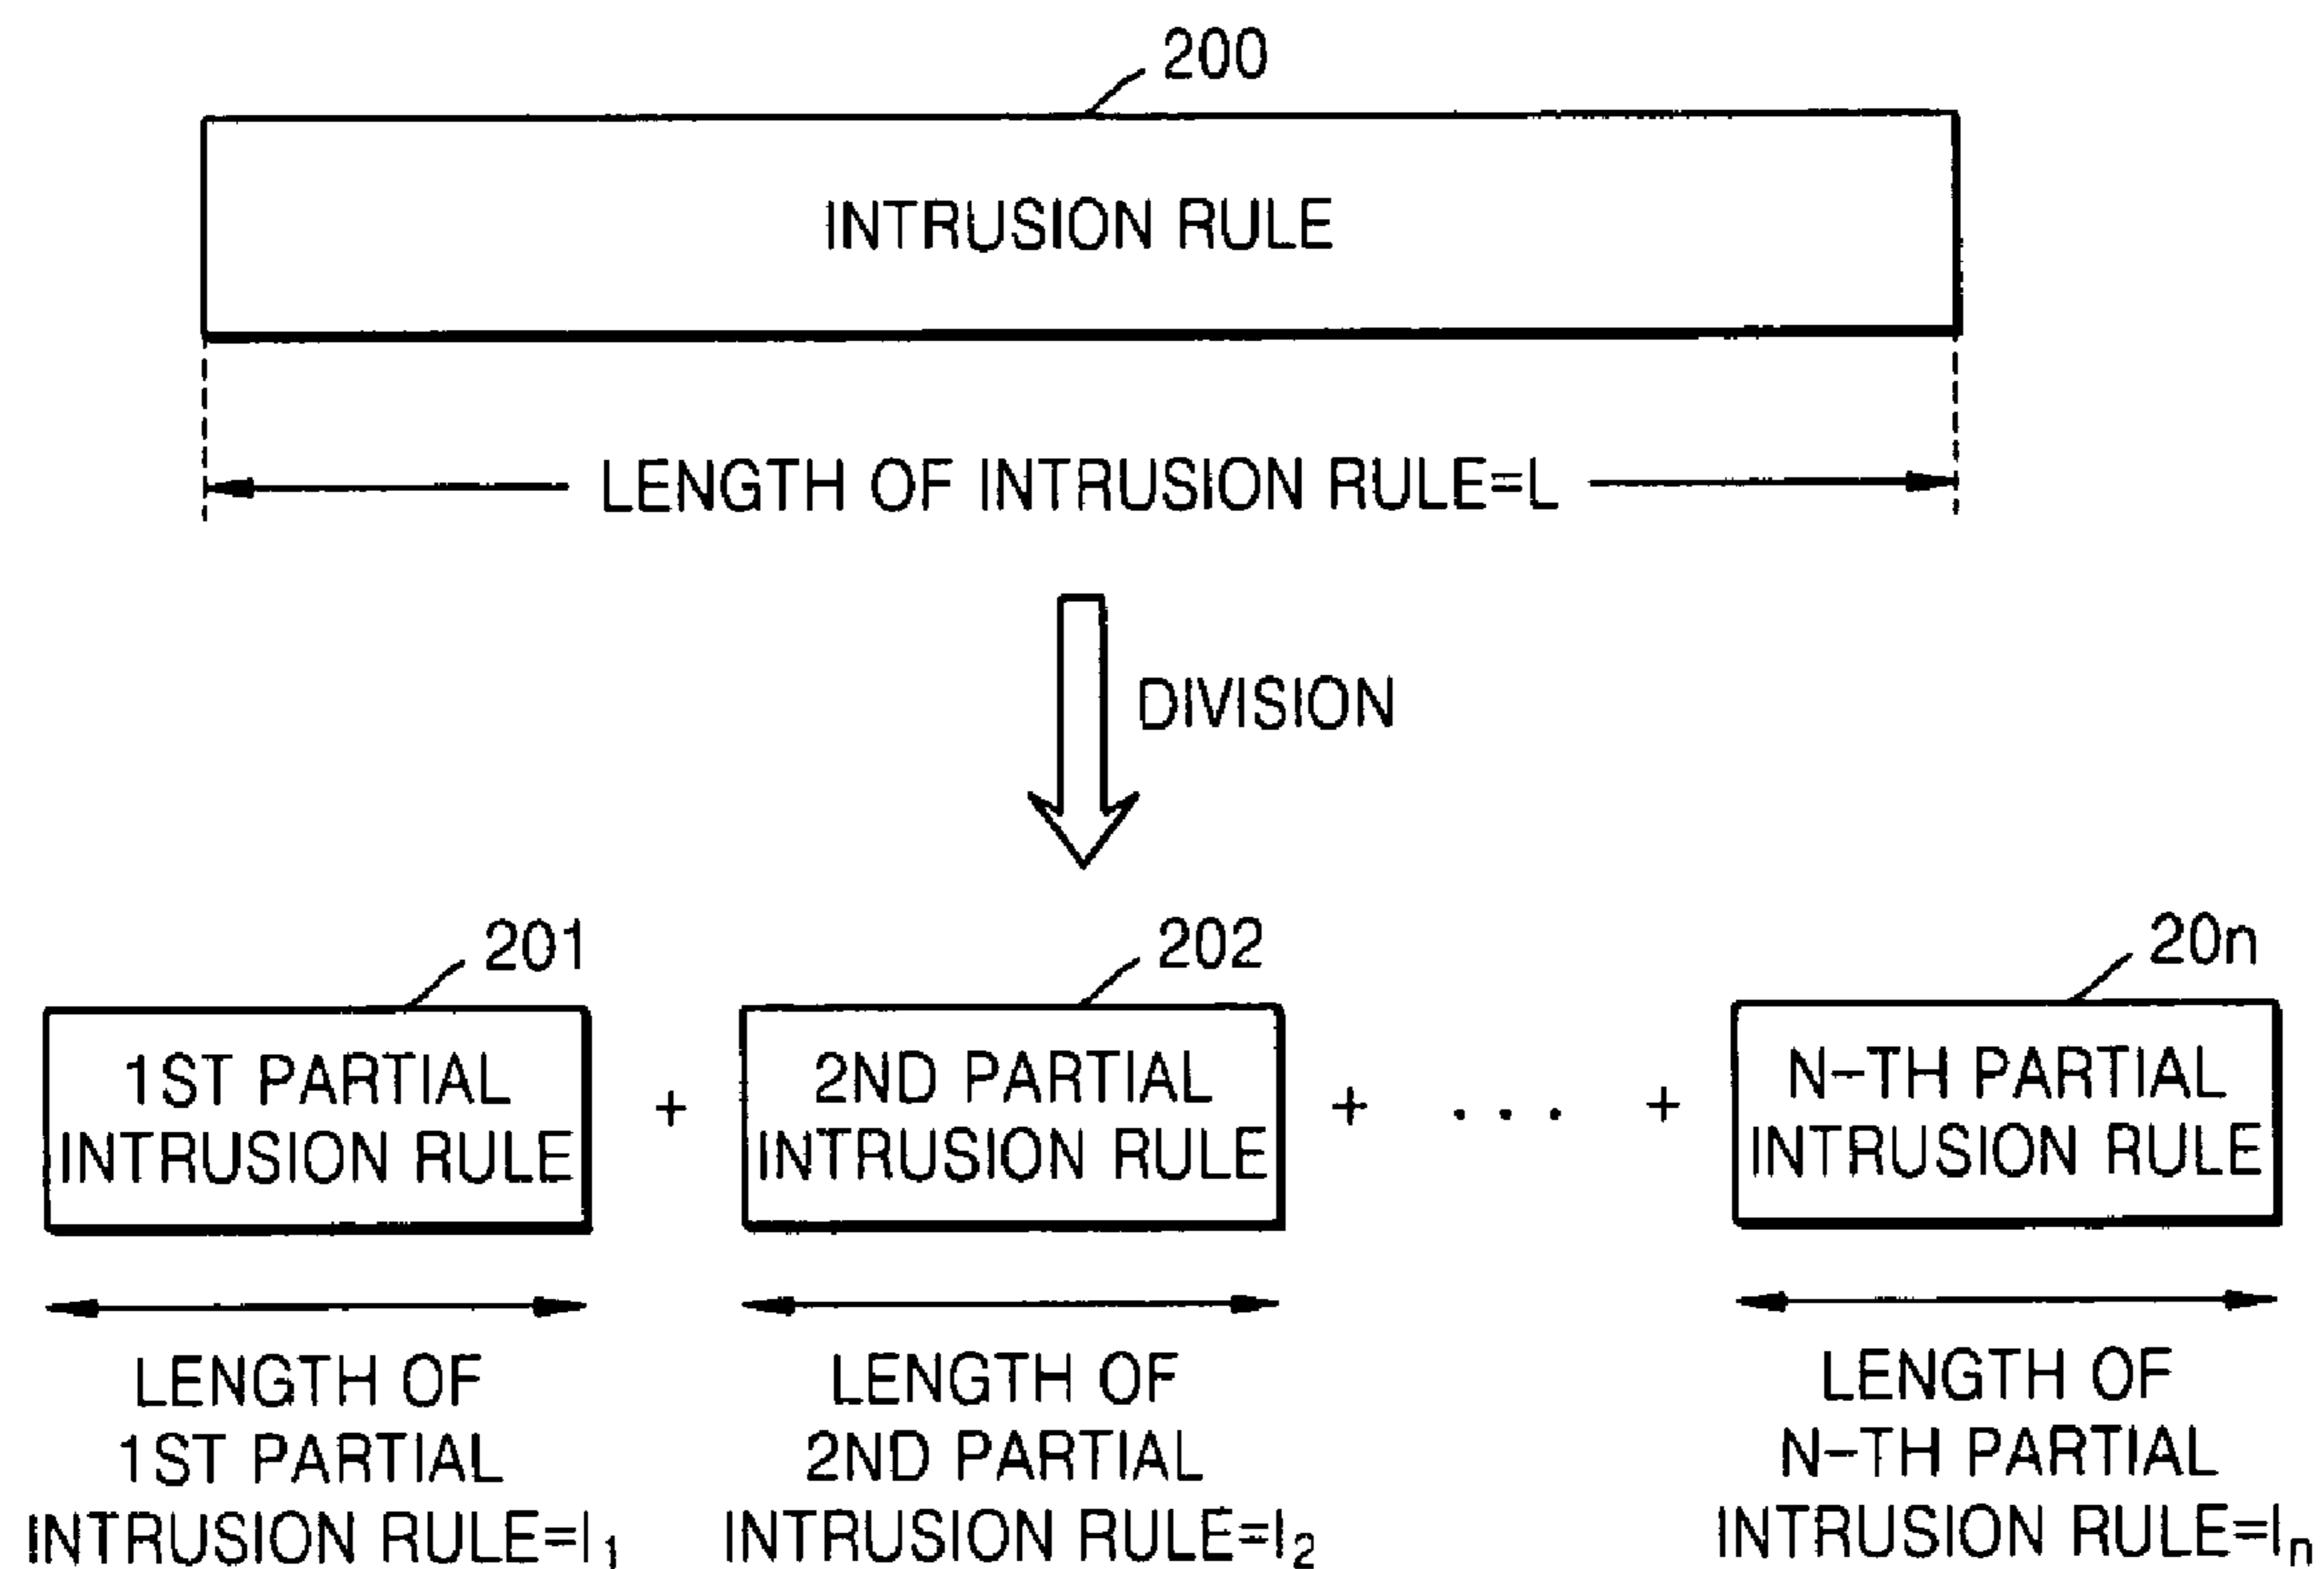 200
INTRUSION RULE
LENGTH OF INTRUSION RULE=L
DIVISION
201
202
20n
1ST PARTIAL
INTRUSION RULE
+
2ND PARTIAL
INTRUSION RULE
+ . . . +
N-TH PARTIAL
INTRUSION RULE
LENGTH OF
1ST PARTIAL
INTRUSION RULE=l₁
LENGTH OF
2ND PARTIAL
INTRUSION RULE=l₂
LENGTH OF
N-TH PARTIAL
INTRUSION RULE=lₙ